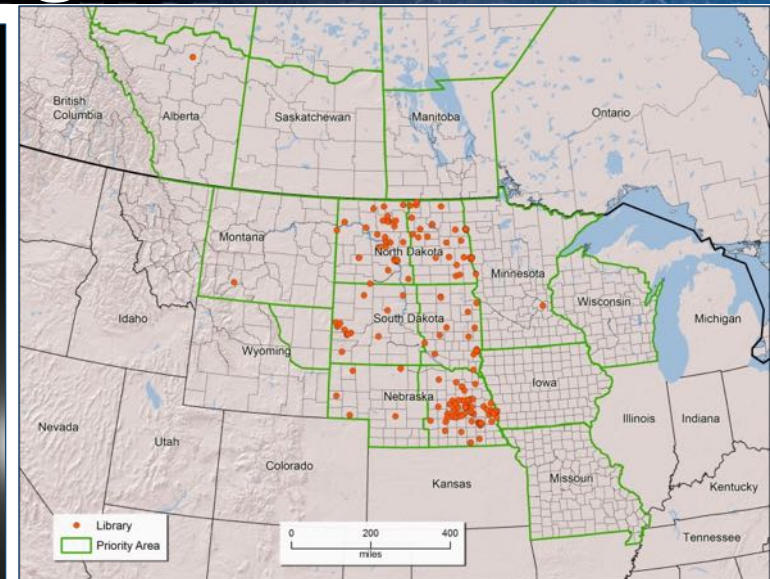 British
Columbia
Alberta
Saskatchewan
Manitoba
Ontario
Montana
North Dakota
Minnesota
Wisconsin
Michigan
Idaho
South Dakota
Wyoming
Iowa
Nebraska
Nevada
Utah
Illinois
Indiana
Colorado
Kansas
Missouri
Kentucky
Tennessee
Library
Priority Area
0 200 400
miles